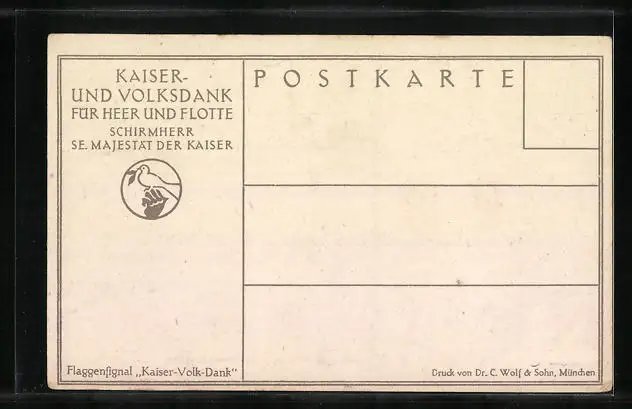 KAISER-
UND VOLKSDANK
FÜR HEER UND FLOTTE
SCHIRMHERR
SE. MAJESTÄT DER KAISER
POSTKARTE
Flaggenſignal „Kaiser-Volk-Dank“
Druck von Dr. C. Wolf & Sohn, München